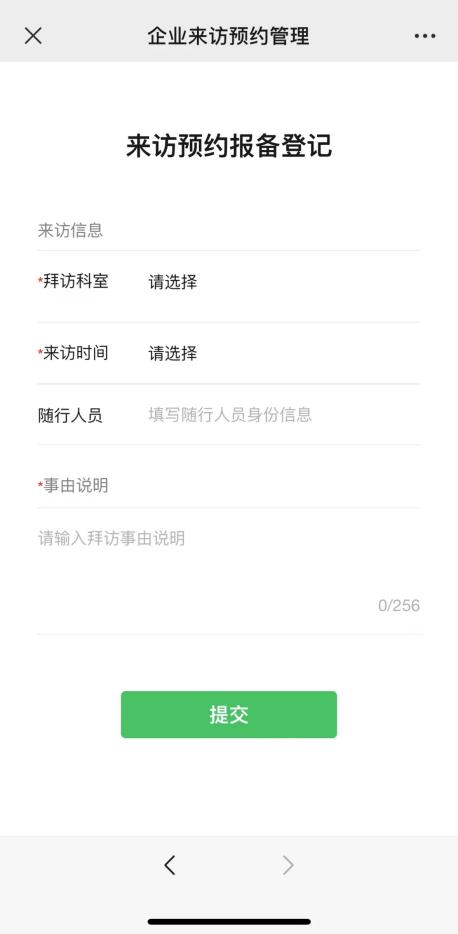 企业来访预约管理
来访预约报备登记
来访信息
*拜访科室 请选择
*来访时间 请选择
随行人员 填写随行人员身份信息
*事由说明
请输入拜访事由说明
0/256
提交